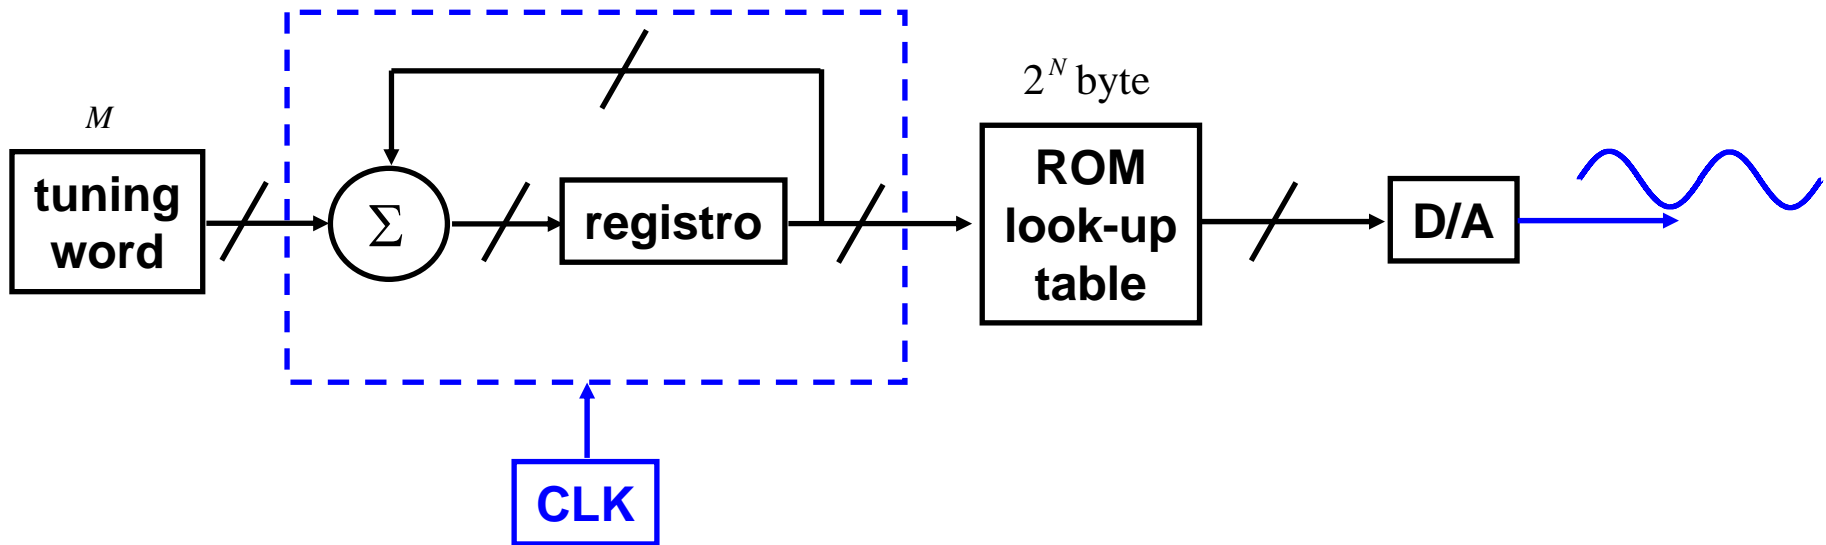 M
tuning
word
Σ
registro
2^N byte
ROM
look-up
table
D/A
CLK